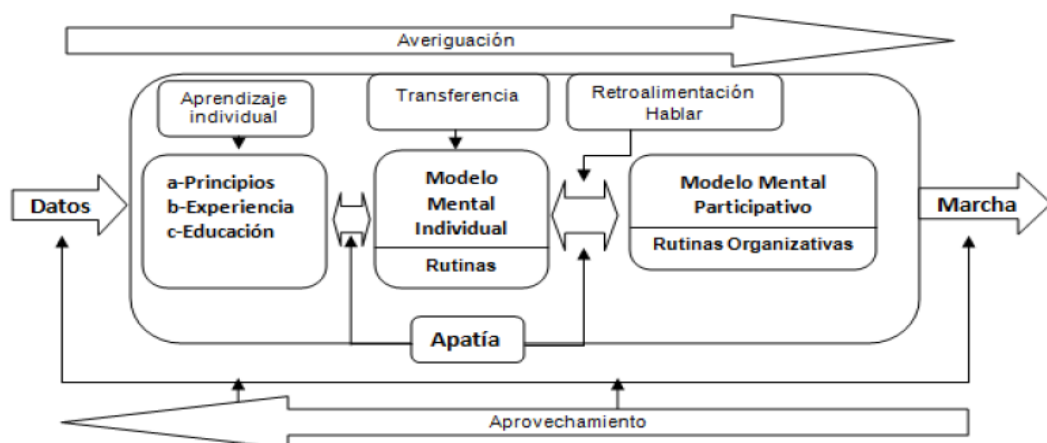 Averiguación
Aprendizaje
individual
Transferencia
Retroalimentación
Hablar
Datos
a-Principios
b-Experiencia
c-Educación
Modelo
Mental
Individual
Rutinas
Modelo Mental
Participativo
Rutinas Organizativas
Marcha
Apatía
Aprovechamiento